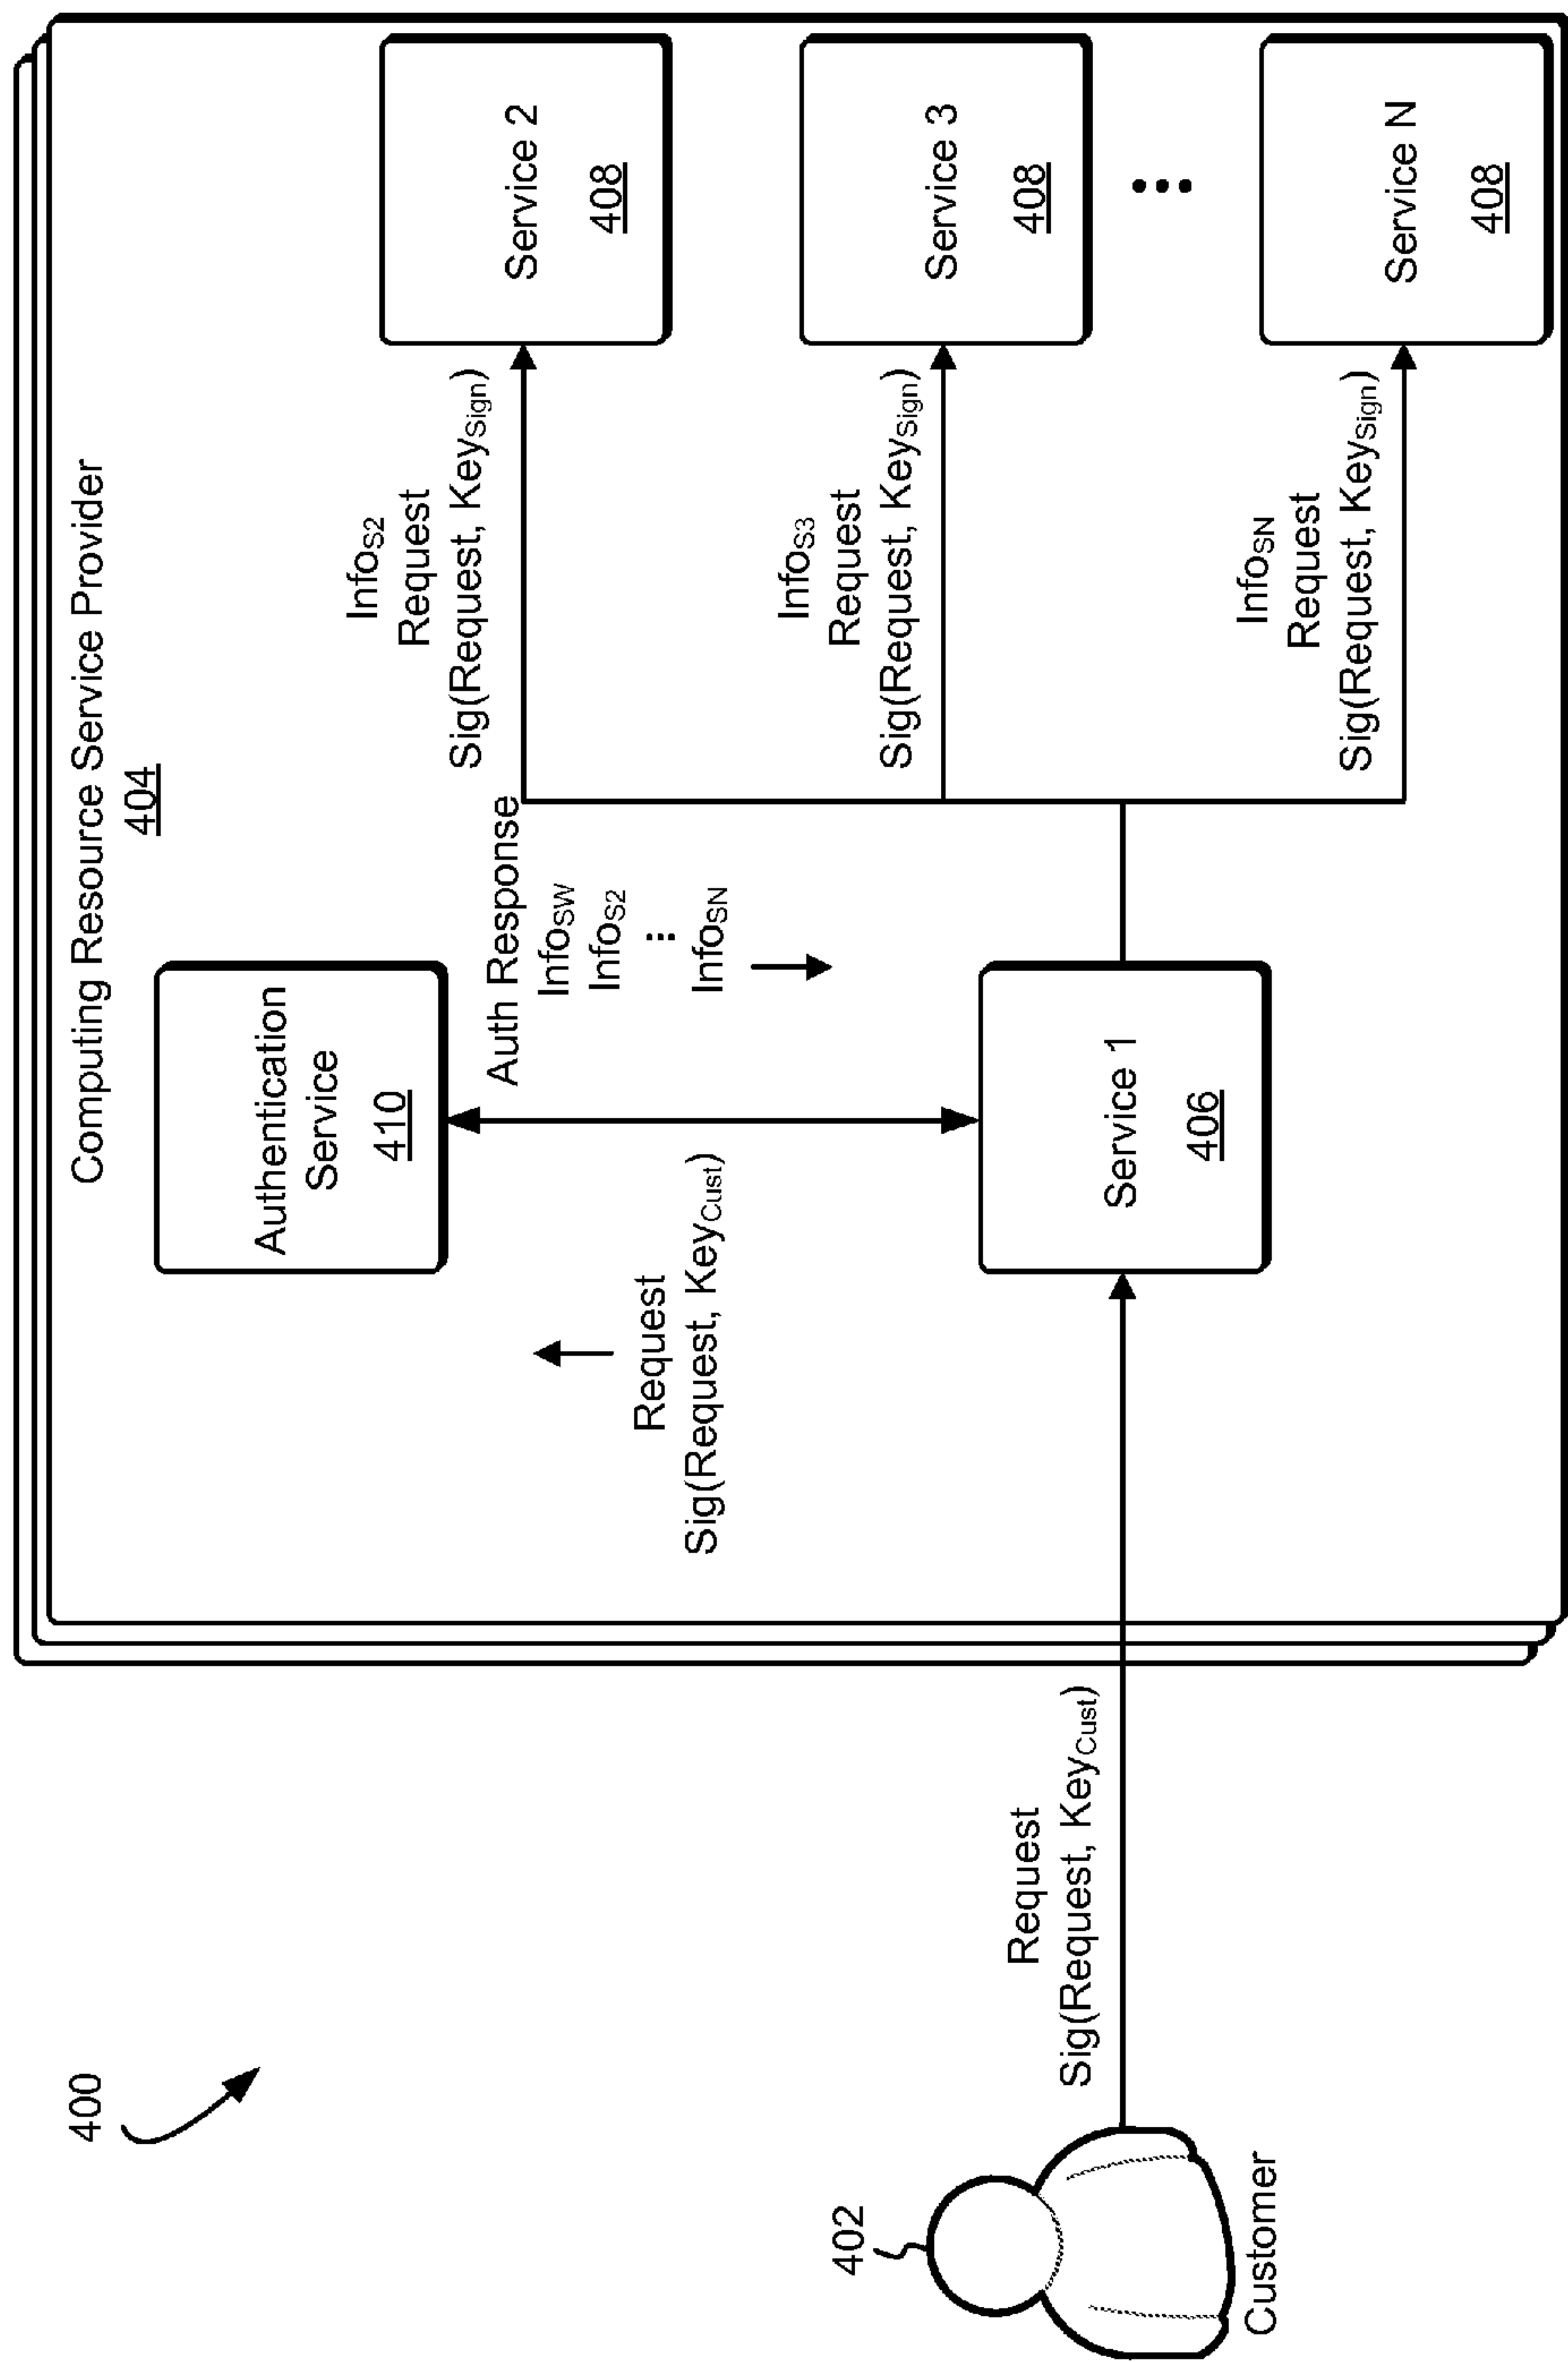 400
Computing Resource Service Provider
404
Authentication
Service
410
Auth Response
InfoSW
InfoS2
⋮
InfoSN
Request
Sig(Request, KeyCust)
InfoS2
Request
Sig(Request, KeySign)
Service 2
408
InfoS3
Request
Sig(Request, KeySign)
Service 3
408
InfoSN
Request
Sig(Request, KeySign)
Service N
408
Service 1
406
Request
Sig(Request, KeyCust)
402
Customer